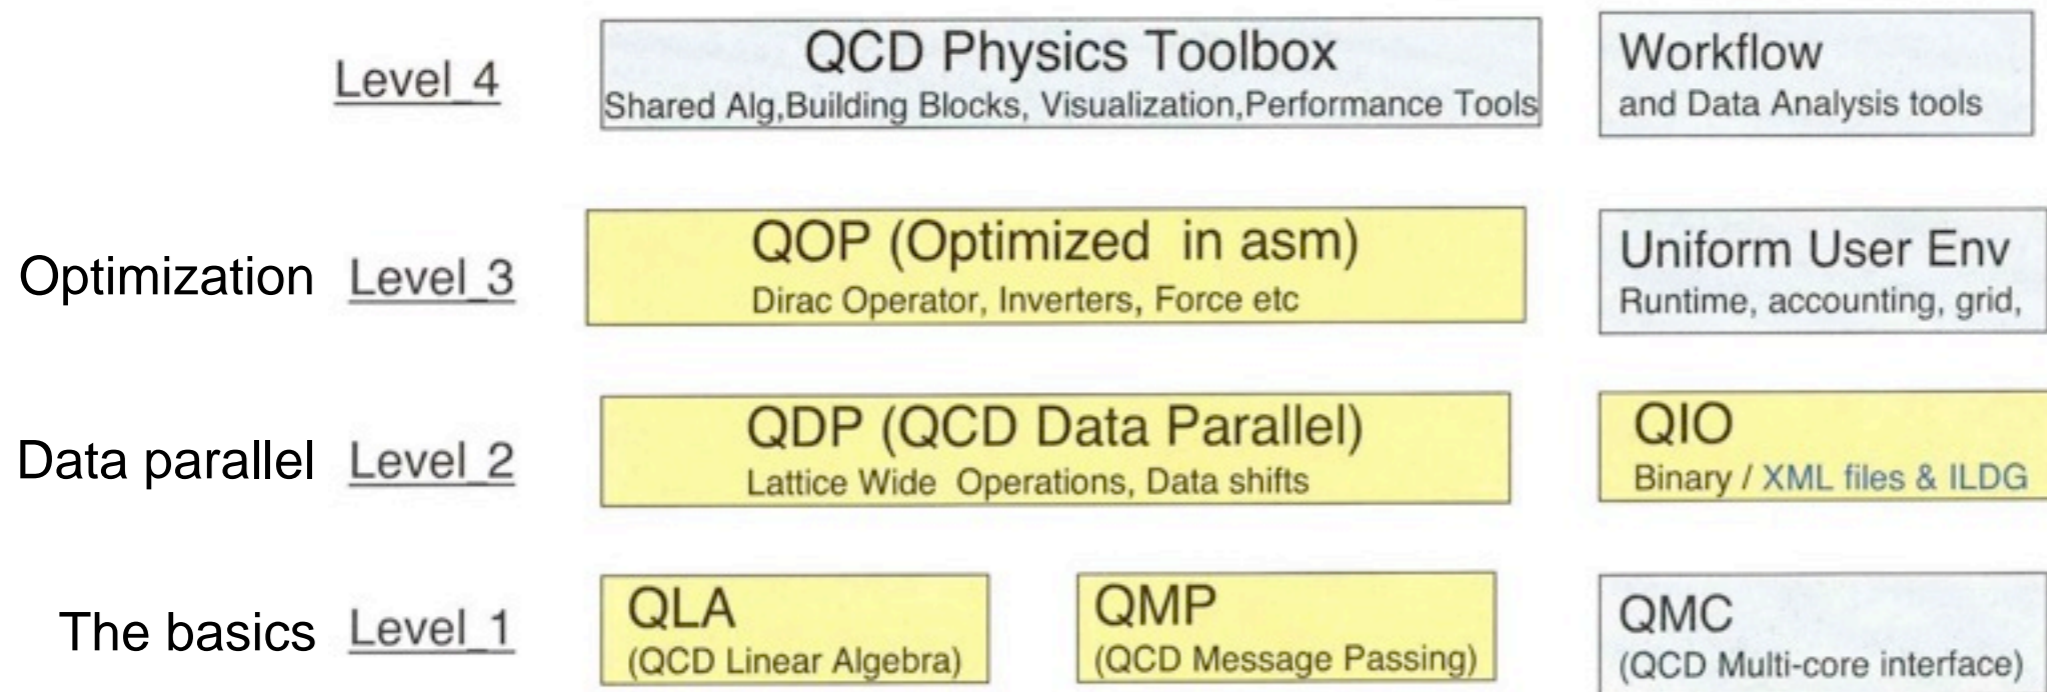 Level_4
QCD Physics Toolbox
Shared Alg,Building Blocks, Visualization,Performance Tools
Workflow
and Data Analysis tools
Optimization Level_3
QOP (Optimized in asm)
Dirac Operator, Inverters, Force etc
Uniform User Env
Runtime, accounting, grid,
Data parallel Level_2
QDP (QCD Data Parallel)
Lattice Wide Operations, Data shifts
QIO
Binary / XML files & ILDG
The basics Level_1
QLA
(QCD Linear Algebra)
QMP
(QCD Message Passing)
QMC
(QCD Multi-core interface)